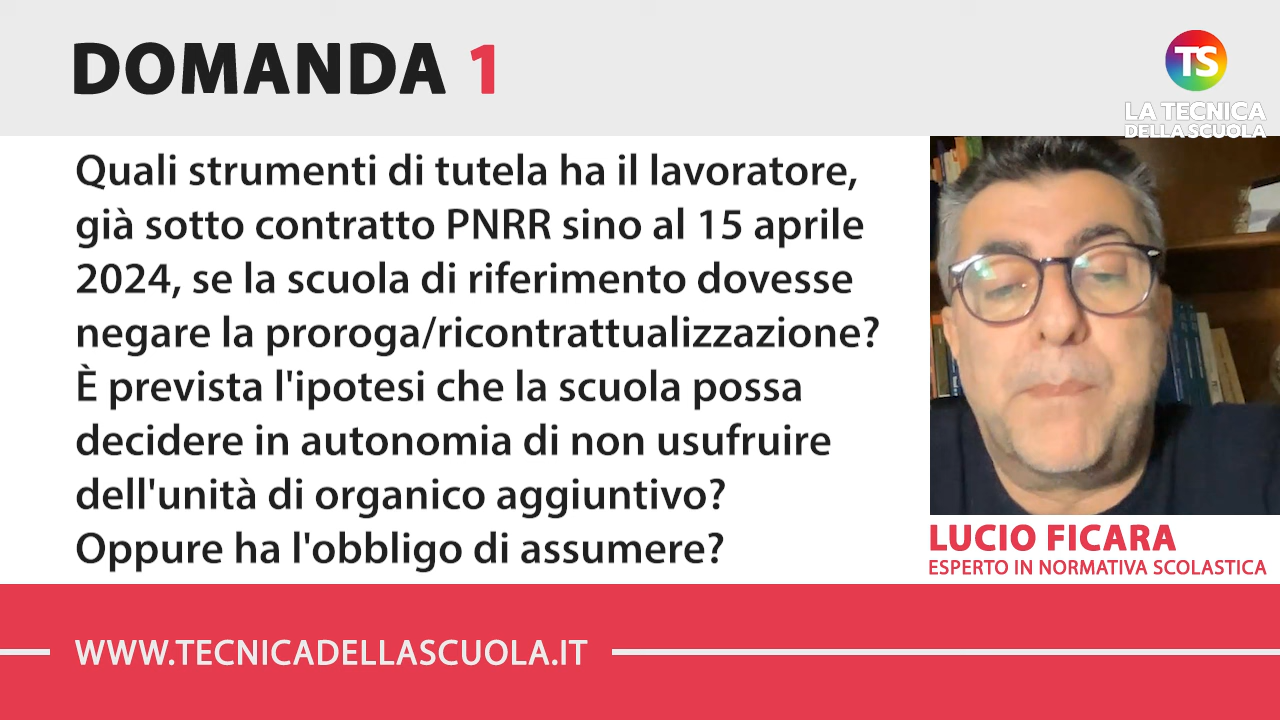 DOMANDA 1
TS
LA TECNICA
DELLA SCUOLA
Quali strumenti di tutela ha il lavoratore,
già sotto contratto PNRR sino al 15 aprile
2024, se la scuola di riferimento dovesse
negare la proroga/ricontrattualizzazione?
È prevista l'ipotesi che la scuola possa
decidere in autonomia di non usufruire
dell'unità di organico aggiuntivo?
Oppure ha l'obbligo di assumere?
LUCIO FICARA
ESPERTO IN NORMATIVA SCOLASTICA
WWW.TECNICADELLASCUOLA.IT